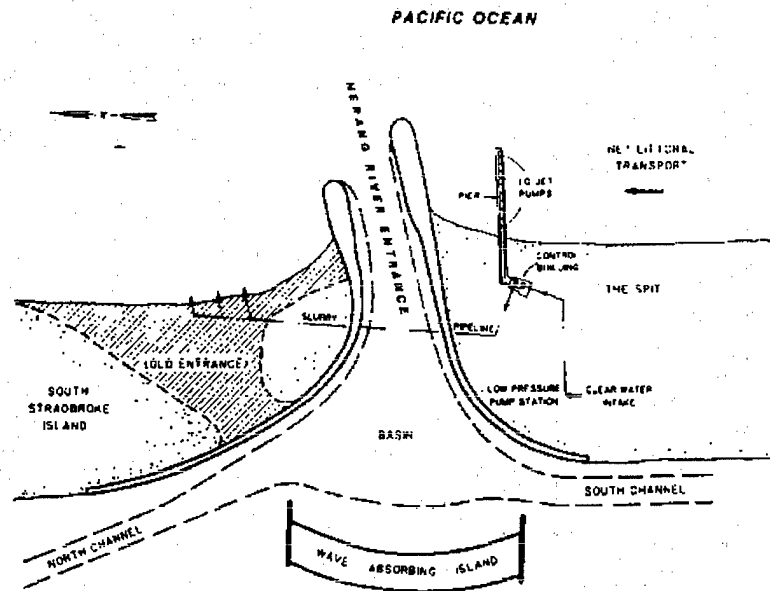 PACIFIC OCEAN
NERANG RIVER ENTRANCE
NET LITTORAL
TRANSPORT
10 JET
PUMPS
PIER
CONTROL
BUILDING
THE SPIT
SLURRY
PIPELINE
(OLD ENTRANCE)
SOUTH
STRADBROKE
ISLAND
LOW PRESSURE
PUMP STATION
CLEAR WATER
INTAKE
BASIN
SOUTH CHANNEL
NORTH CHANNEL
WAVE ABSORBING ISLAND